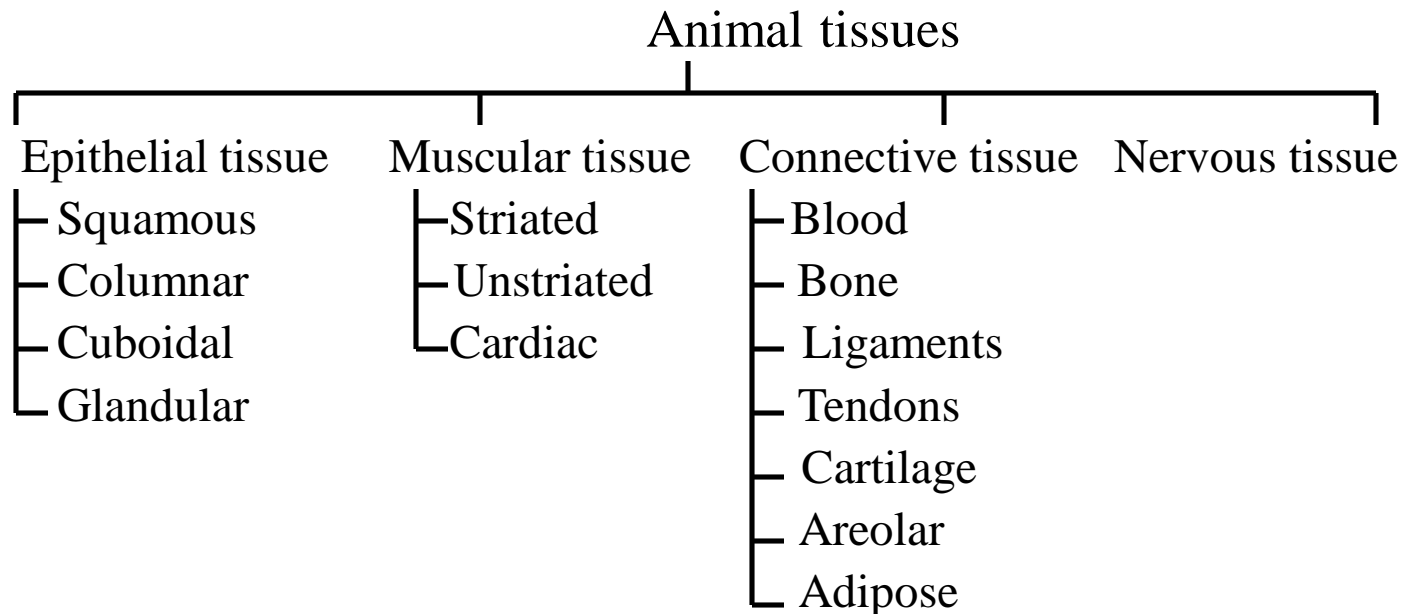 Animal tissues
Epithelial tissue Muscular tissue Connective tissue Nervous tissue
Squamous Striated Blood
Columnar Unstriated Bone
Cuboidal Cardiac Ligaments
Glandular Tendons
Cartilage
Areolar
Adipose